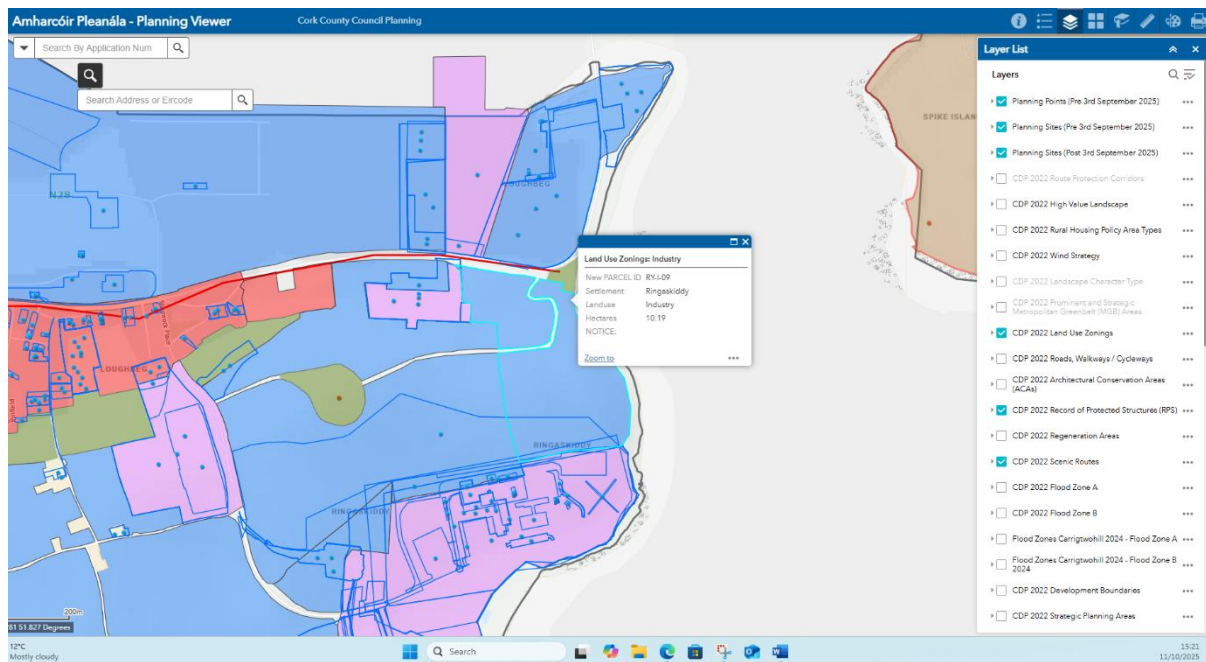 Amharcóir Pleanála - Planning Viewer
Cork County Council Planning
Search By Application Num
Search Address or Eircode
N28
LOUGHBEG
SPIKE ISLAN
LOUGHBEG
RINGASKIDDY
RINGASKIDDY
Land Use Zonings: Industry
New PARCEL ID RY-I-09
Settlement Ringaskiddy
Landuse Industry
Hectares 10.19
NOTICE:
Zoom to
Layer List
Layers
Planning Points (Pre 3rd September 2025)
Planning Sites (Pre 3rd September 2025)
Planning Sites (Post 3rd September 2025)
CDP 2022 Route Protection Corridors
CDP 2022 High Value Landscape
CDP 2022 Rural Housing Policy Area Types
CDP 2022 Wind Strategy
CDP 2022 Landscape Character Type
CDP 2022 Prominent and Strategic
Metropolitan Greenbelt (MGB) Areas
CDP 2022 Land Use Zonings
CDP 2022 Roads, Walkways / Cycleways
CDP 2022 Architectural Conservation Areas
(ACAs)
CDP 2022 Record of Protected Structures (RPS)
CDP 2022 Regeneration Areas
CDP 2022 Scenic Routes
CDP 2022 Flood Zone A
CDP 2022 Flood Zone B
Flood Zones Carrigtwohill 2024 - Flood Zone A
Flood Zones Carrigtwohill 2024 - Flood Zone B
2024
CDP 2022 Development Boundaries
CDP 2022 Strategic Planning Areas
200m
81 51.827 Degrees
12°C
Mostly cloudy
Search
15:21
11/10/2025